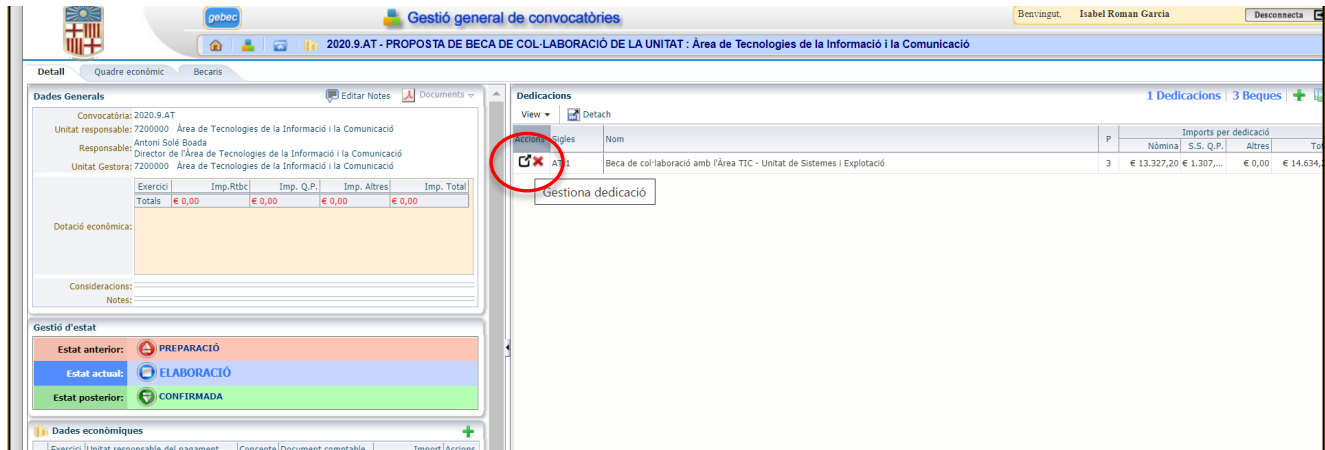 gebec
Gestió general de convocatòries
Benvingut, Isabel Roman Garcia
Desconnecta
2020.9.AT - PROPOSTA DE BECA DE COL·LABORACIÓ DE LA UNITAT : Àrea de Tecnologies de la Informació i la Comunicació
Detall
Quadre econòmic
Becaris
Dades Generals
Editar Notes
Documents
Convocatòria: 2020.9.AT
Unitat responsable: 7200000 Àrea de Tecnologies de la Informació i la Comunicació
Responsable: Antoni Solé Boada
Director de l'Àrea de Tecnologies de la Informació i la Comunicació
Unitat Gestora: 7200000 Àrea de Tecnologies de la Informació i la Comunicació
Exercici Imp.Rtbc Imp. Q.P. Imp. Altres Imp. Total
Totals € 0,00 € 0,00 € 0,00 € 0,00
Dotació econòmica:
Consideracions:
Notes:
Gestió d'estat
Estat anterior: PREPARACIÓ
Estat actual: ELABORACIÓ
Estat posterior: CONFIRMADA
Dades econòmiques
Exercici Unitat responsable del pagament Concepte Document comptable Import Accions
Dedicacions
1 Dedicacions 3 Beques
View
Detach
Accions Sigles Nom P Imports per dedicació
Nòmina S.S. Q.P. Altres
Beca de col·laboració amb l'Àrea TIC - Unitat de Sistemes i Explotació 3 € 13.327,20 € 1.307,... € 0,00 € 14.634,
Gestiona dedicació